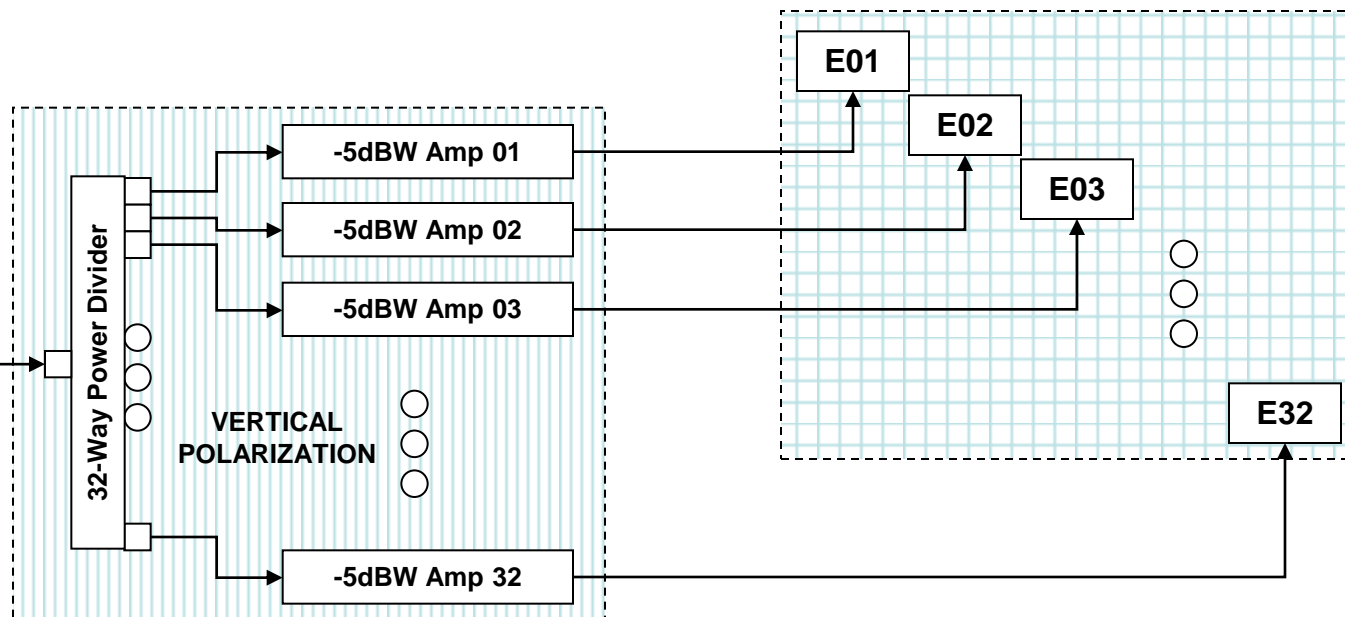 E01
E02
E03
E32
-5dBW Amp 01
-5dBW Amp 02
-5dBW Amp 03
-5dBW Amp 32
32-Way Power Divider
VERTICAL
POLARIZATION